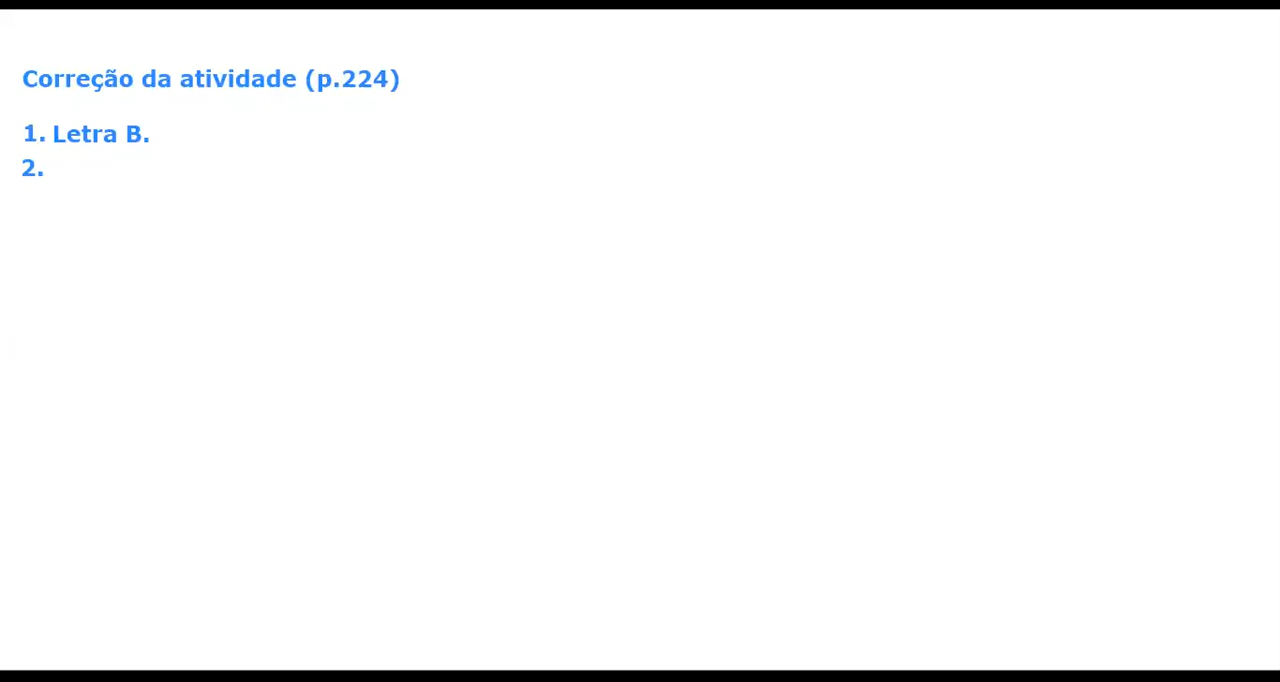 Correção da atividade (p.224)
1. Letra B.
2.